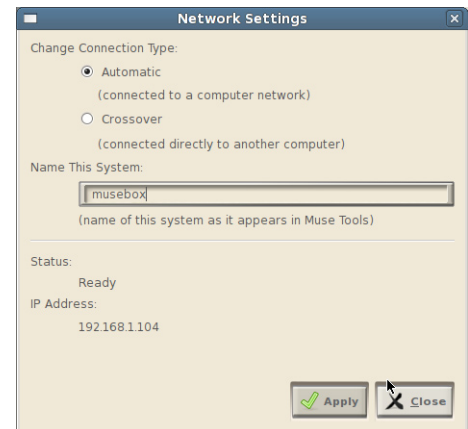 Network Settings
Change Connection Type:
Automatic
(connected to a computer network)
Crossover
(connected directly to another computer)
Name This System:
musebox
(name of this system as it appears in Muse Tools)
Status:
Ready
IP Address:
192.168.1.104
Apply
Close